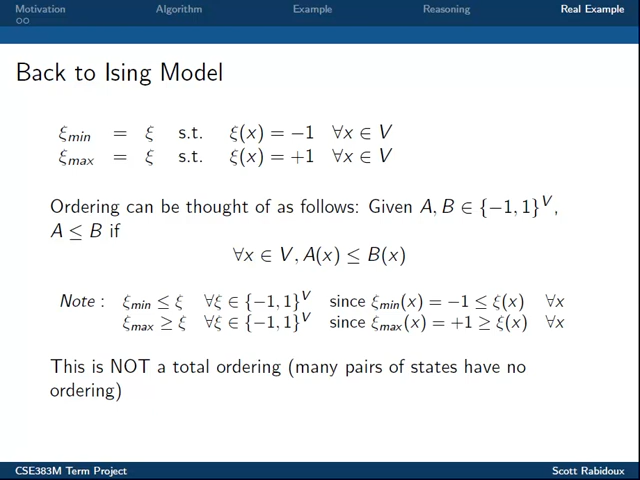 Motivation Algorithm Example Reasoning Real Example
Back to Ising Model
ξmin = ξ s.t. ξ(x) = −1 ∀x ∈ V
ξmax = ξ s.t. ξ(x) = +1 ∀x ∈ V
Ordering can be thought of as follows: Given A, B ∈ {−1, 1}^V,
A ≤ B if
∀x ∈ V, A(x) ≤ B(x)
Note : ξmin ≤ ξ ∀ξ ∈ {−1, 1}^V since ξmin(x) = −1 ≤ ξ(x) ∀x
ξmax ≥ ξ ∀ξ ∈ {−1, 1}^V since ξmax(x) = +1 ≥ ξ(x) ∀x
This is NOT a total ordering (many pairs of states have no
ordering)
CSE383M Term Project Scott Rabidoux